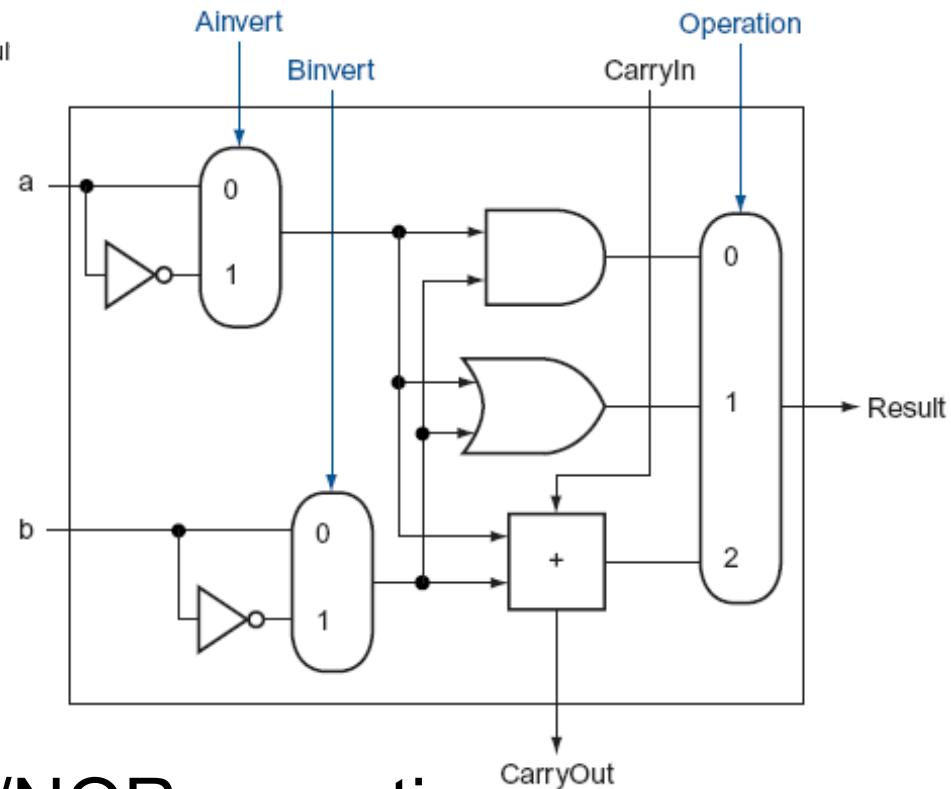 Ainvert
Operation
Binvert
CarryIn
a
0
1
0
1
Result
b
0
1
+
2
CarryOut